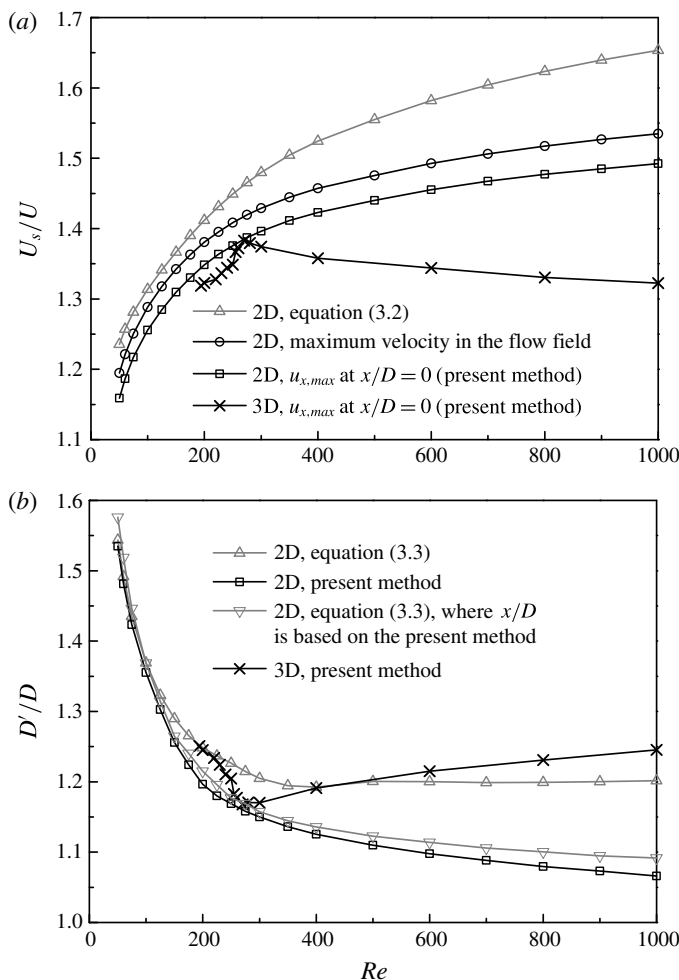 (a)
1.7
1.6
1.5
1.4
1.3
1.2
1.1
U_s/U
2D, equation (3.2)
2D, maximum velocity in the flow field
2D, u_{x,max} at x/D = 0 (present method)
3D, u_{x,max} at x/D = 0 (present method)
0 200 400 600 800 1000
(b)
1.6
1.5
1.4
1.3
1.2
1.1
1.0
D′/D
2D, equation (3.3)
2D, present method
2D, equation (3.3), where x/D
is based on the present method
3D, present method
0 200 400 600 800 1000
Re